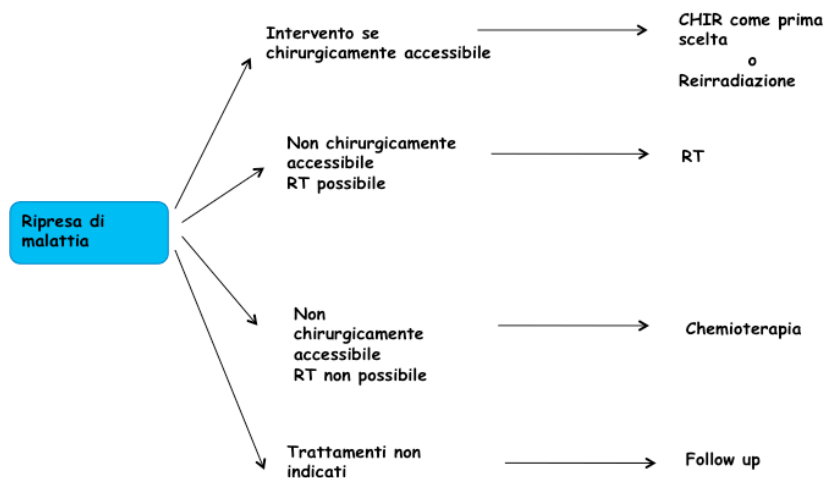 Intervento se
chirurgicamente accessibile
CHIR come prima
scelta
o
Reirradiazione
Non chirurgicamente
accessibile
RT possibile
RT
Ripresa di
malattia
Non
chirurgicamente
accessibile
RT non possibile
Chemioterapia
Trattamenti non
indicati
Follow up